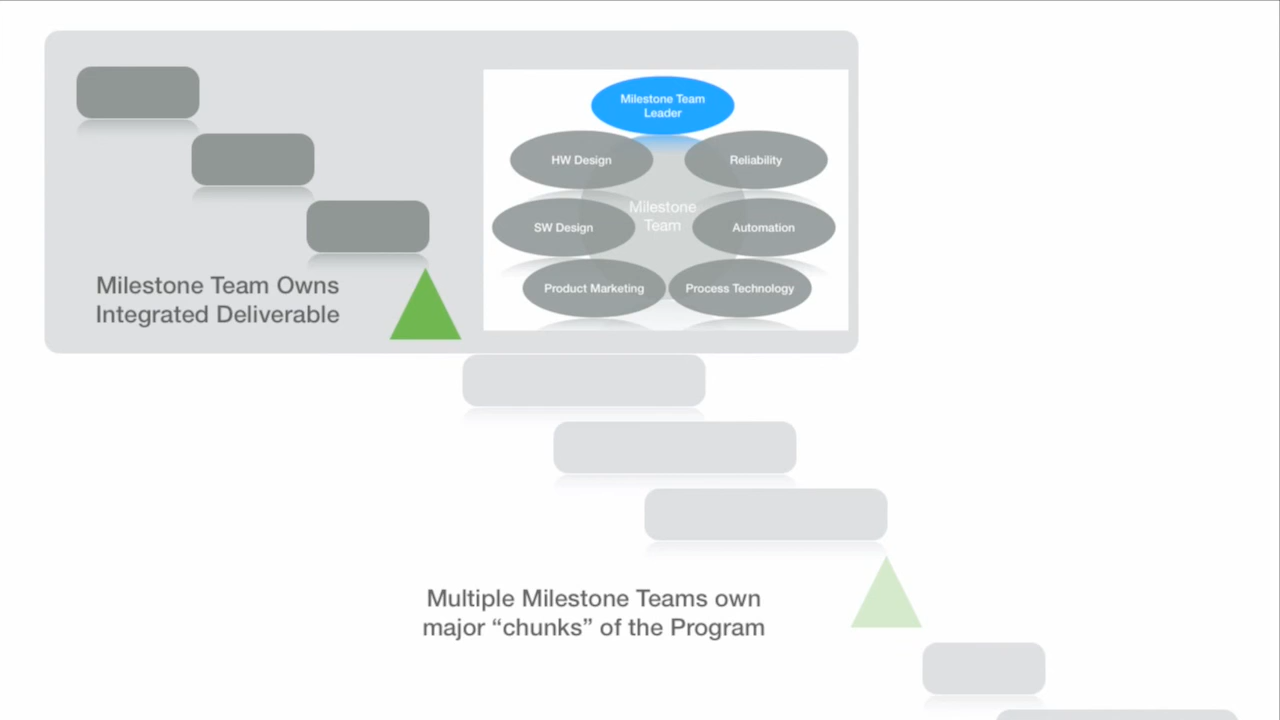 Milestone Team
Leader
HW Design
Reliability
Milestone
Team
SW Design
Automation
Product Marketing
Process Technology
Milestone Team Owns
Integrated Deliverable
Multiple Milestone Teams own
major “chunks” of the Program